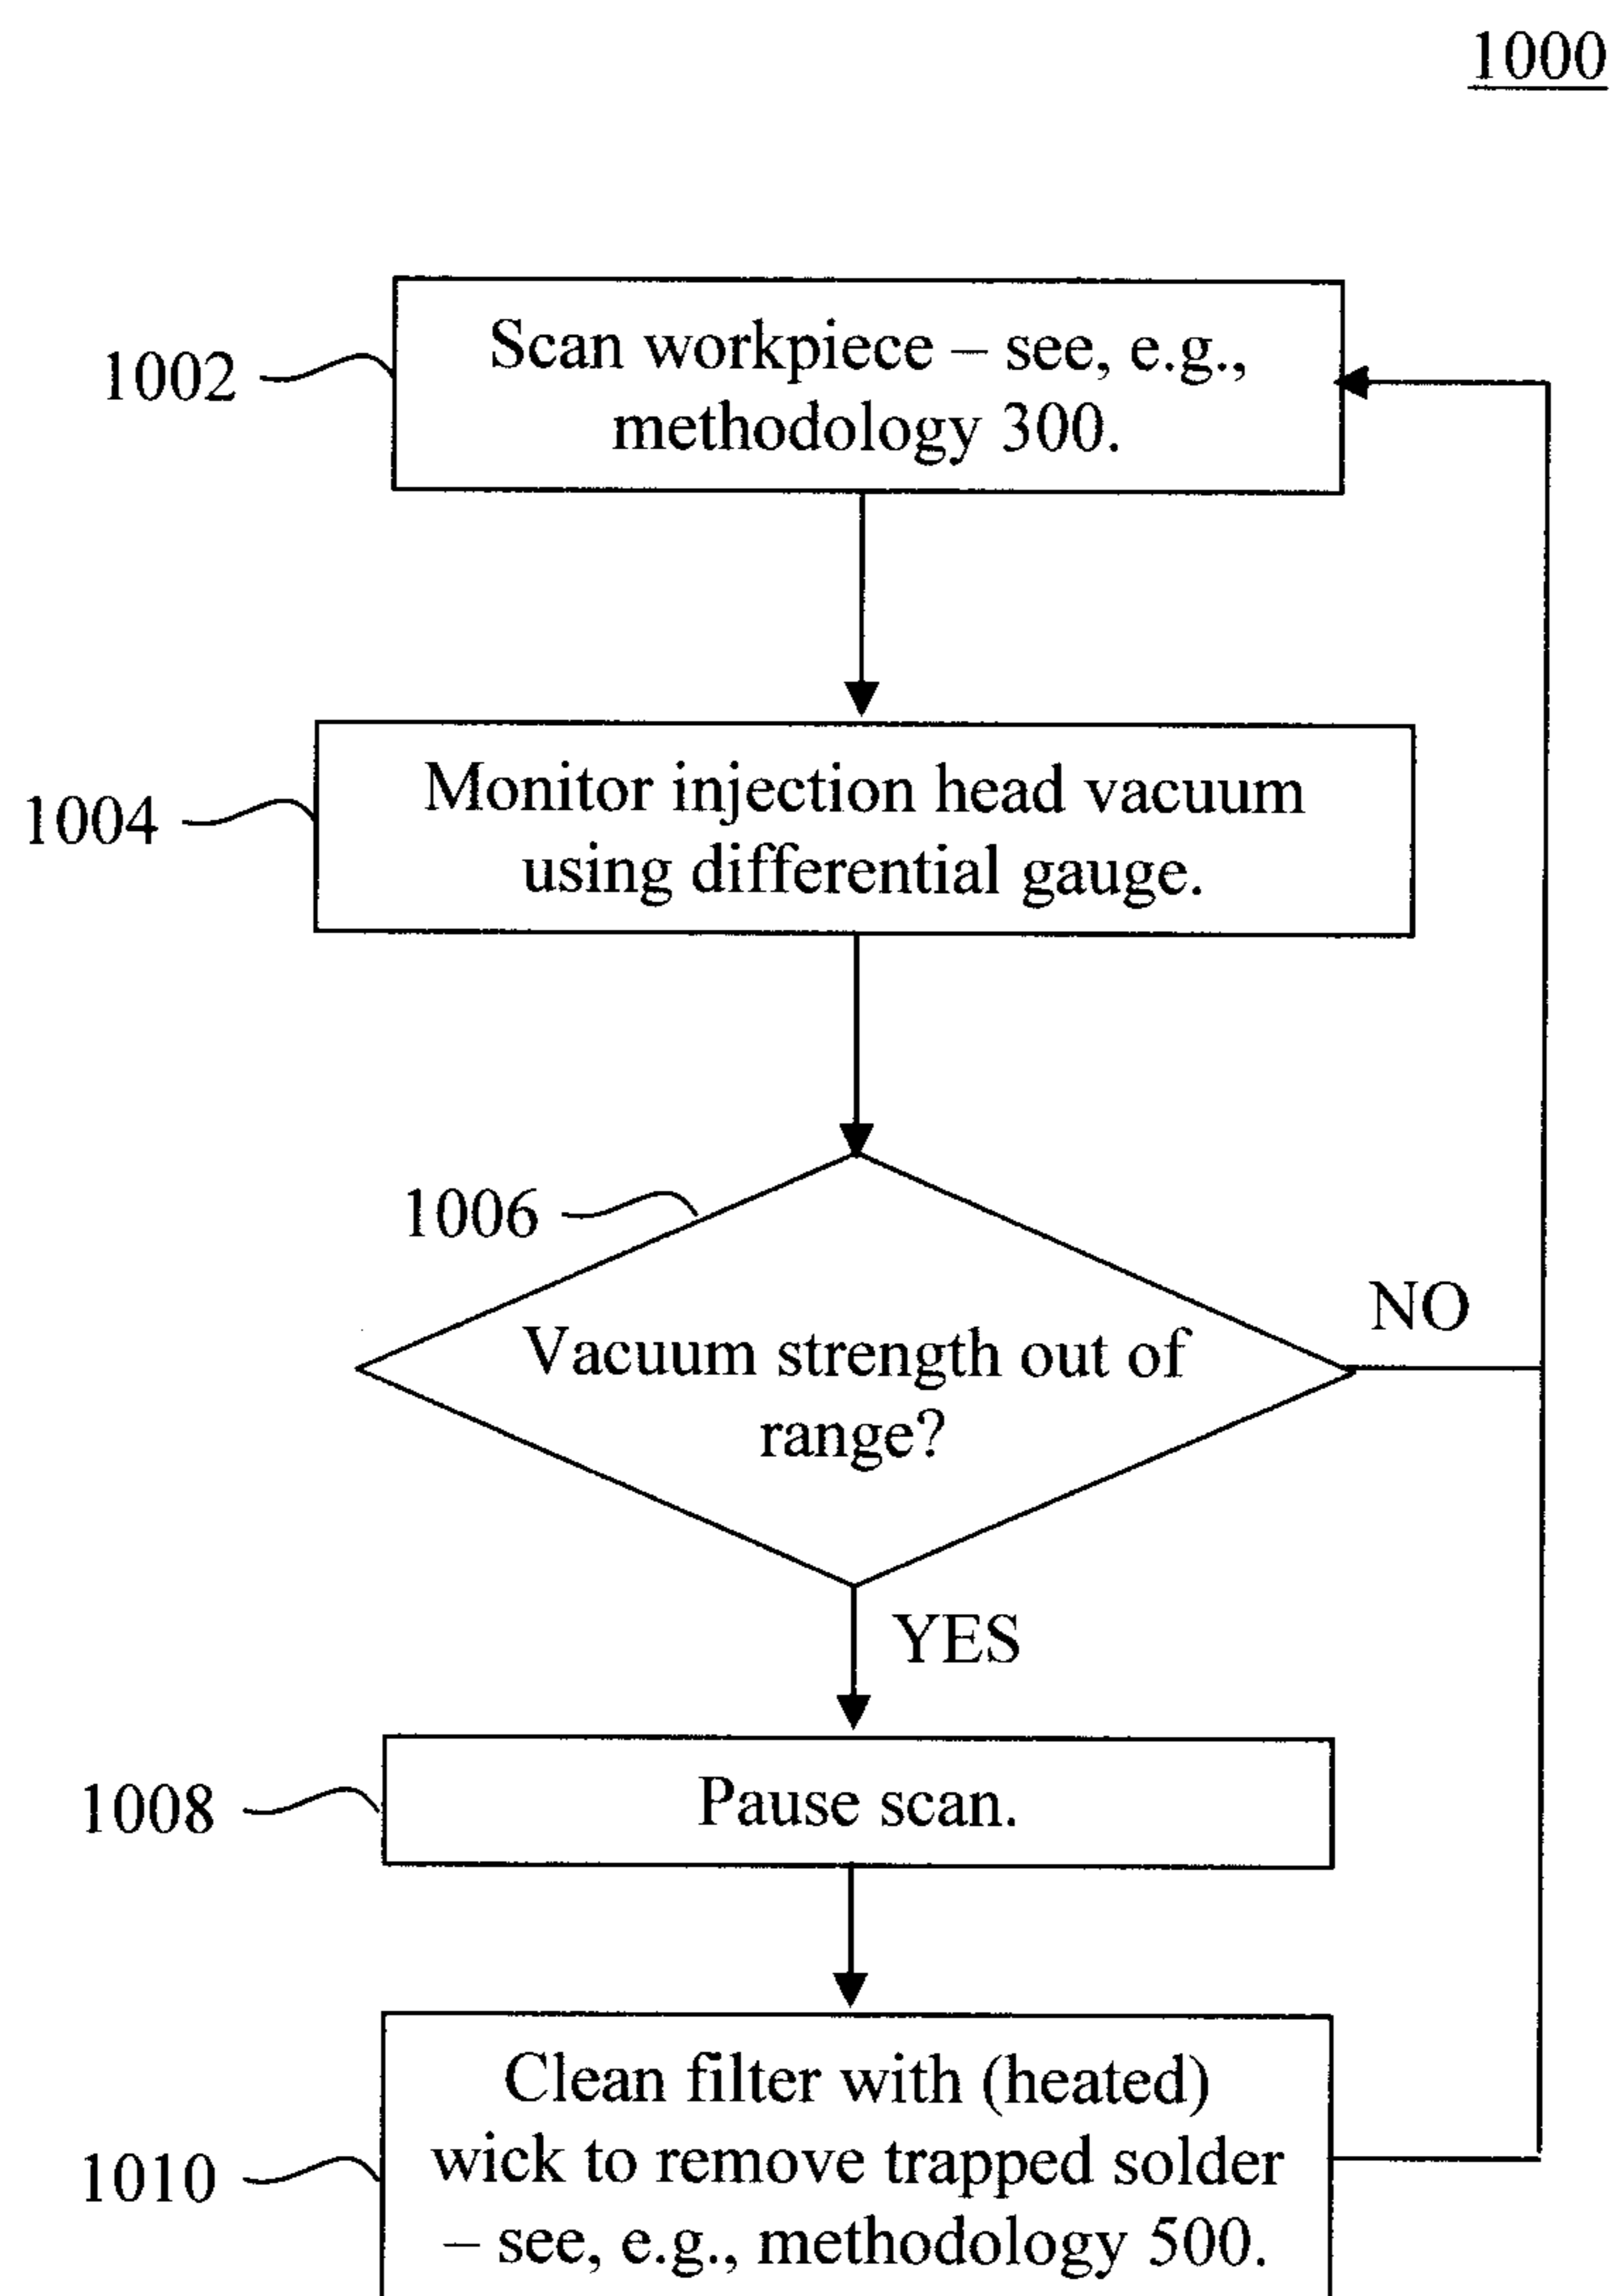 1000
1002
Scan workpiece – see, e.g.,
methodology 300.
1004
Monitor injection head vacuum
using differential gauge.
1006
Vacuum strength out of
range?
NO
YES
1008
Pause scan.
1010
Clean filter with (heated)
wick to remove trapped solder
– see, e.g., methodology 500.